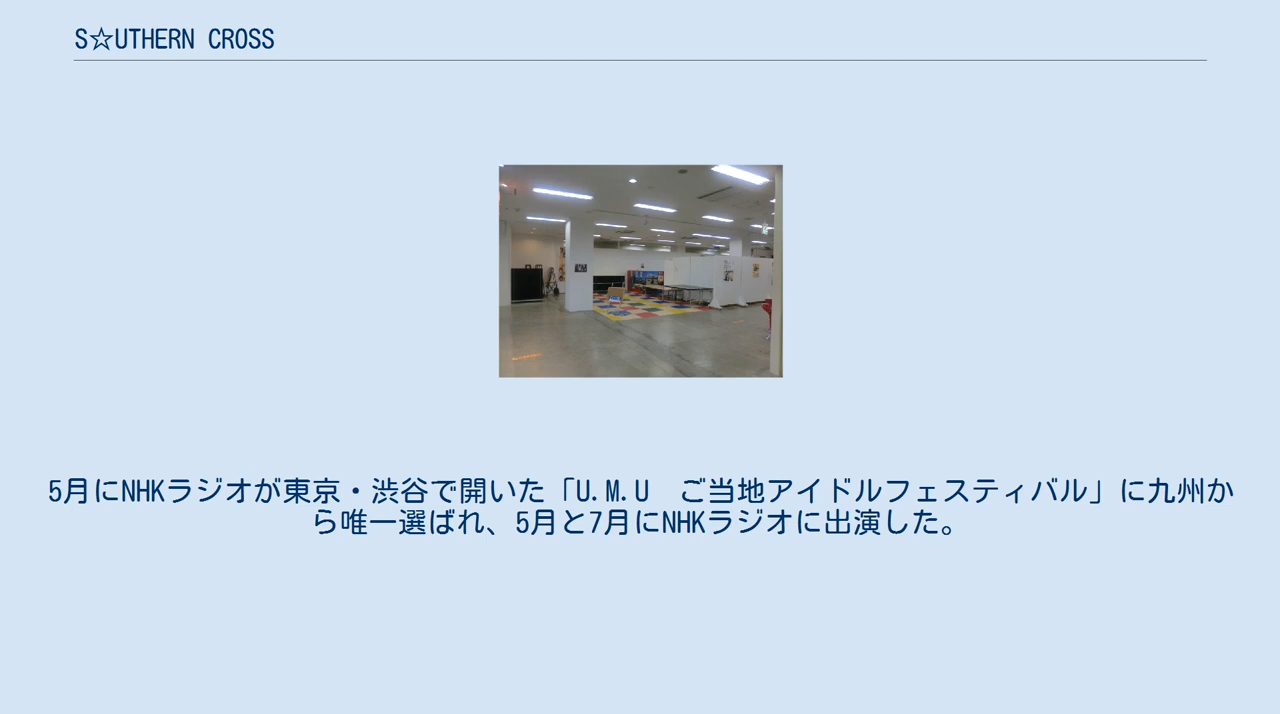 S☆UTHERN CROSS
5月にNHKラジオが東京・渋谷で開いた「U.M.U　ご当地アイドルフェスティバル」に九州か
ら唯一選ばれ、5月と7月にNHKラジオに出演した。